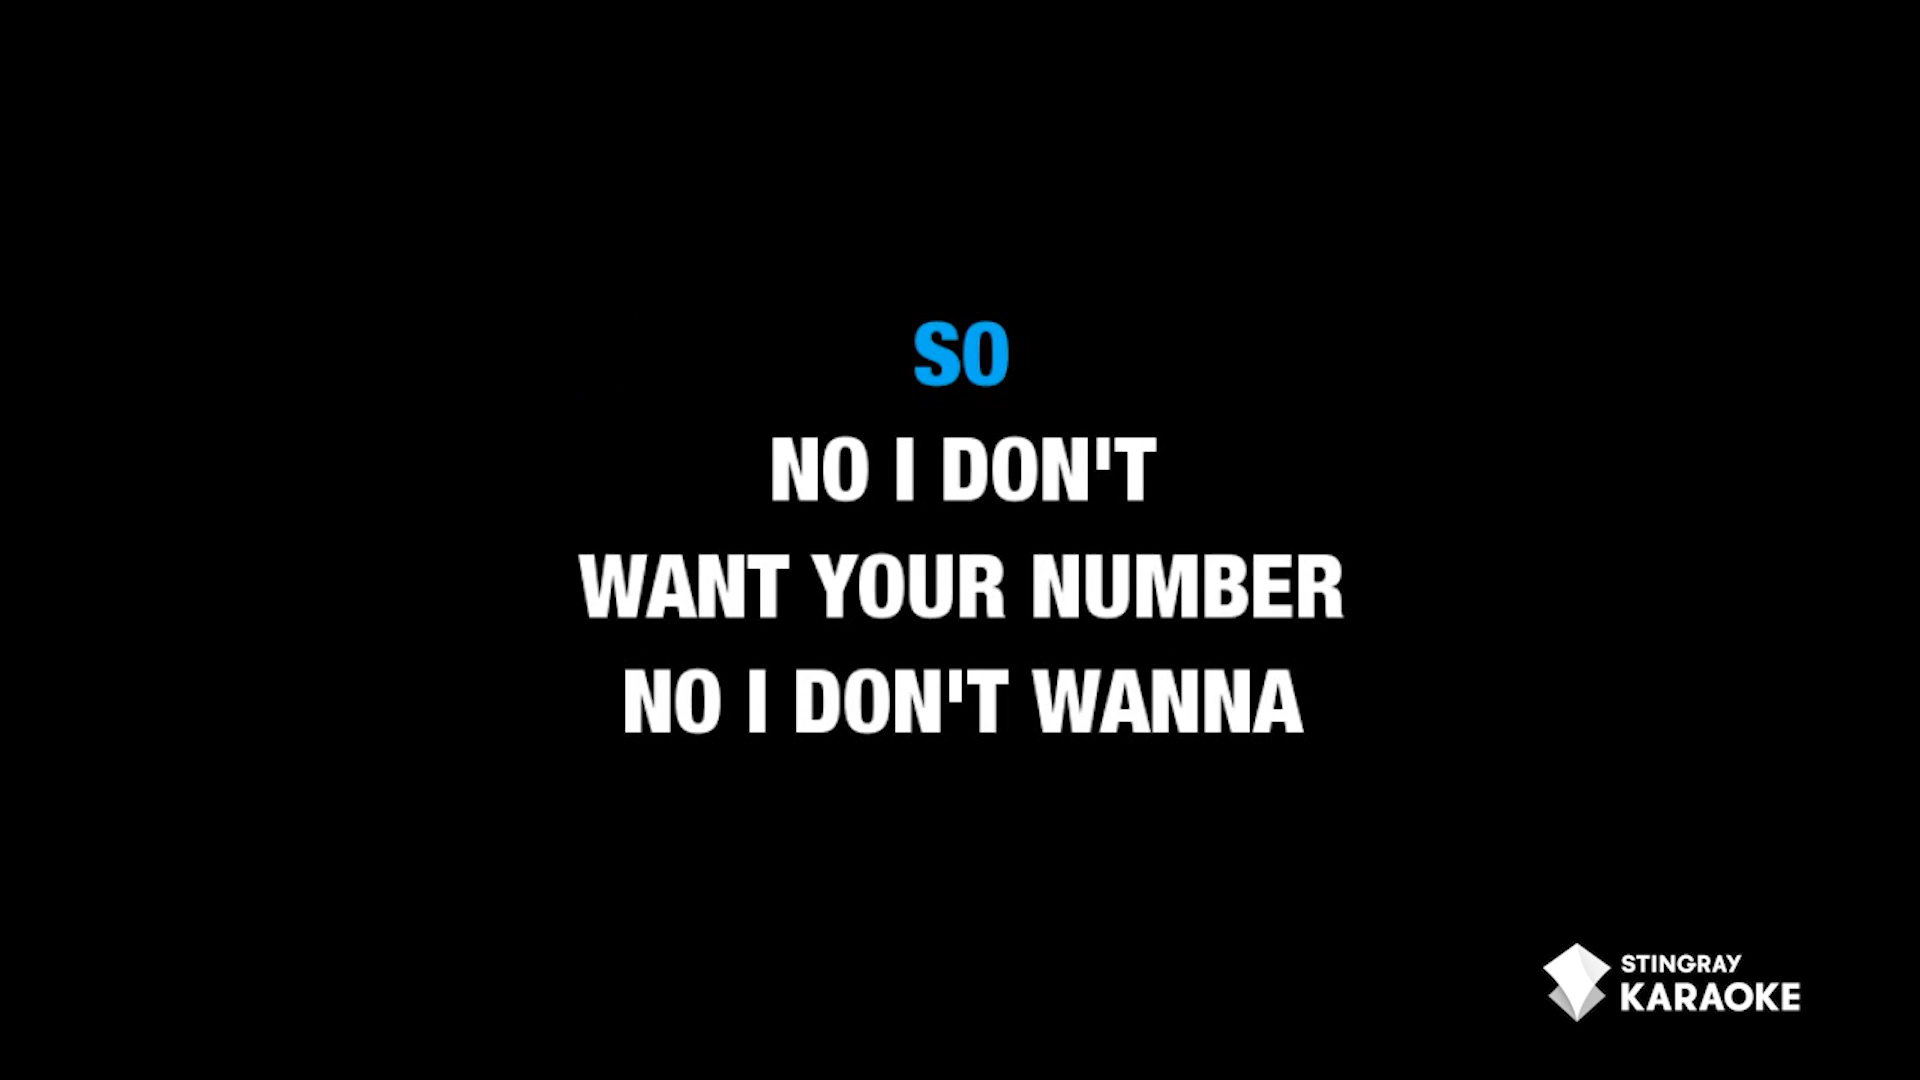 SO
NO I DON'T
WANT YOUR NUMBER
NO I DON'T WANNA
STINGRAY
KARAOKE